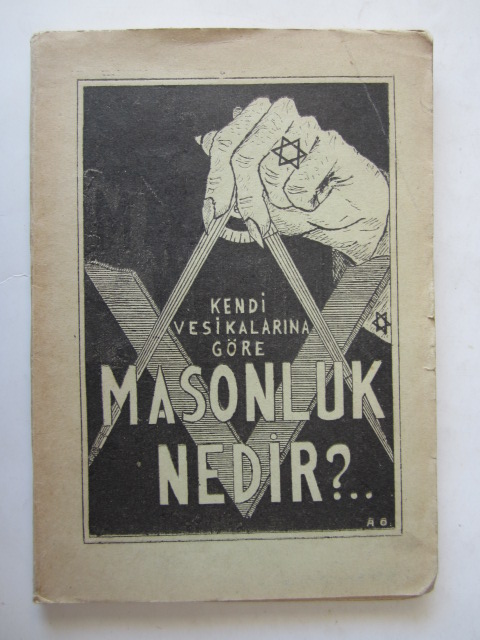 KENDİ
VESİKALARINA
GÖRE
MASONLUK
NEDİR?..